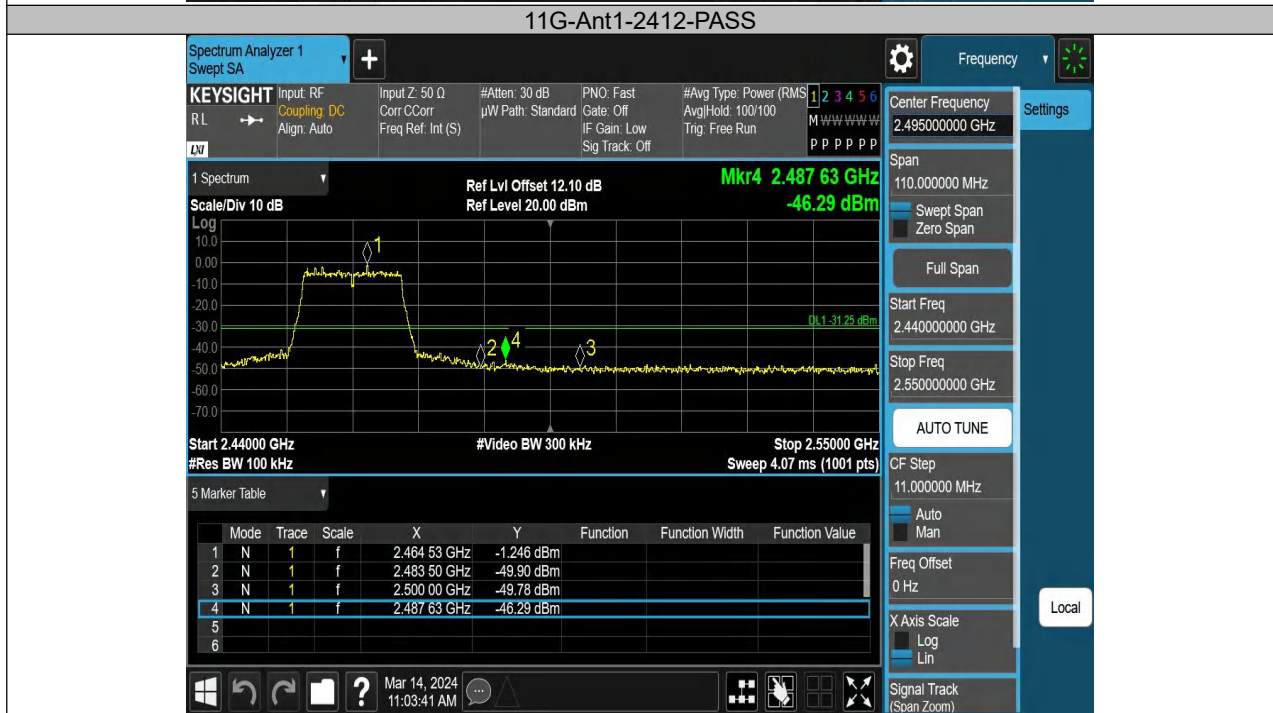 11G-Ant1-2412-PASS
Spectrum Analyzer 1
Swept SA
+
Frequency
KEYSIGHT
RL
LXI
Input: RF
Coupling: DC
Align: Auto
Input Z: 50 Ω
Corr CCorr
Freq Ref: Int (S)
#Atten: 30 dB
µW Path: Standard
PNO: Fast
Gate: Off
IF Gain: Low
Sig Track: Off
#Avg Type: Power (RMS
Avg|Hold: 100/100
Trig: Free Run
1 2 3 4 5 6
M W W W W W
P P P P P P
1 Spectrum
Scale/Div 10 dB
Ref Lvl Offset 12.10 dB
Ref Level 20.00 dBm
Mkr4 2.487 63 GHz
-46.29 dBm
Log
10.0
0.00
-10.0
-20.0
-30.0
-40.0
-50.0
-60.0
-70.0
1
2
4
3
DL1 -31.25 dBm
Start 2.44000 GHz
#Video BW 300 kHz
Stop 2.55000 GHz
#Res BW 100 kHz
Sweep 4.07 ms (1001 pts)
5 Marker Table
Mode Trace Scale X Y Function Function Width Function Value
1 N 1 f 2.464 53 GHz -1.246 dBm
2 N 1 f 2.483 50 GHz -49.90 dBm
3 N 1 f 2.500 00 GHz -49.78 dBm
4 N 1 f 2.487 63 GHz -46.29 dBm
5
6
?
Mar 14, 2024
11:03:41 AM
Center Frequency
2.495000000 GHz
Settings
Span
110.000000 MHz
Swept Span
Zero Span
Full Span
Start Freq
2.440000000 GHz
Stop Freq
2.550000000 GHz
AUTO TUNE
CF Step
11.000000 MHz
Auto
Man
Freq Offset
0 Hz
X Axis Scale
Log
Lin
Local
Signal Track
(Span Zoom)